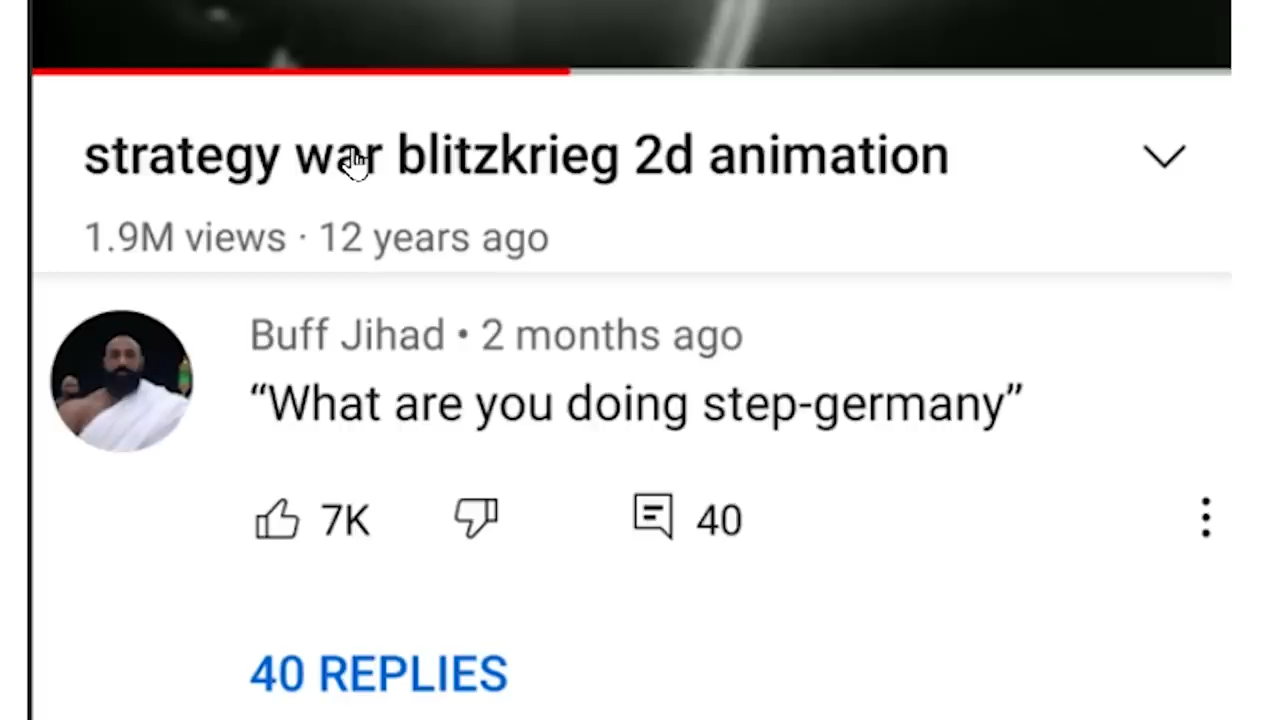 strategy war blitzkrieg 2d animation
1.9M views · 12 years ago
Buff Jihad • 2 months ago
“What are you doing step-germany”
7K 40
40 REPLIES